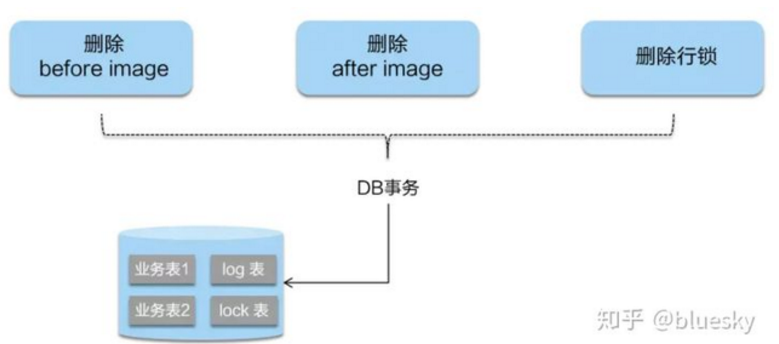 删除
before image
删除
after image
删除行锁
DB事务
业务表1
log 表
业务表2
lock 表
知乎 @bluesky